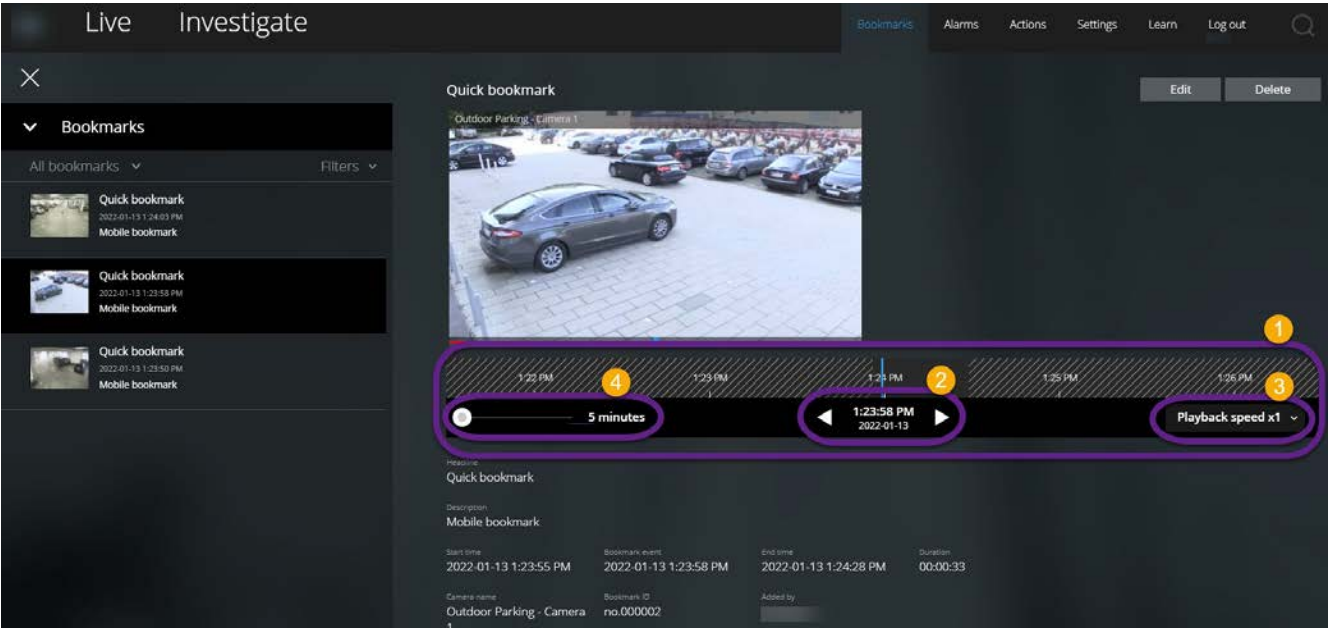 Live Investigate Bookmarks Alarms Actions Settings Learn Log out
Bookmarks
All bookmarks Filters
Quick bookmark
2022-01-13 1:24:03 PM
Mobile bookmark
Quick bookmark
2022-01-13 1:23:58 PM
Mobile bookmark
Quick bookmark
2022-01-13 1:23:50 PM
Mobile bookmark
Quick bookmark Edit Delete
Outdoor Parking - Camera 1
1
1:22 PM 1:23 PM 1:24 PM 1:25 PM 1:26 PM
4 2 3
5 minutes 1:23:58 PM Playback speed x1
2022-01-13
Headline
Quick bookmark
Description
Mobile bookmark
Start time Bookmark event End time Duration
2022-01-13 1:23:55 PM 2022-01-13 1:23:58 PM 2022-01-13 1:24:28 PM 00:00:33
Camera name Bookmark ID Added by
Outdoor Parking - Camera no.000002
1